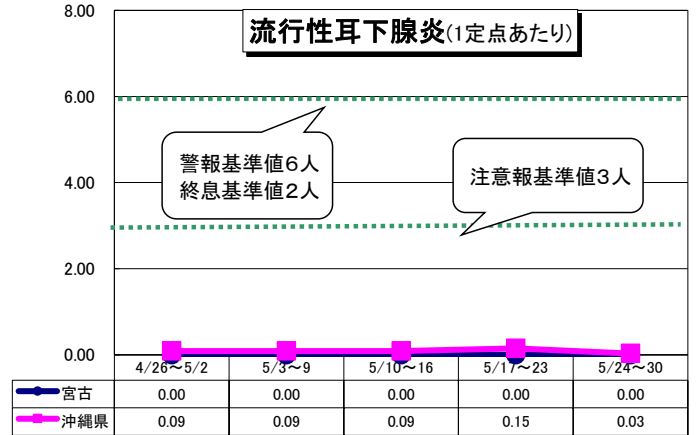 流行性耳下腺炎(1定点あたり)
8.00
6.00
4.00
2.00
0.00
警報基準値6人
終息基準値2人
注意報基準値3人
4/26～5/2 5/3～9 5/10～16 5/17～23 5/24～30
宮古 0.00 0.00 0.00 0.00 0.00
沖縄県 0.09 0.09 0.09 0.15 0.03